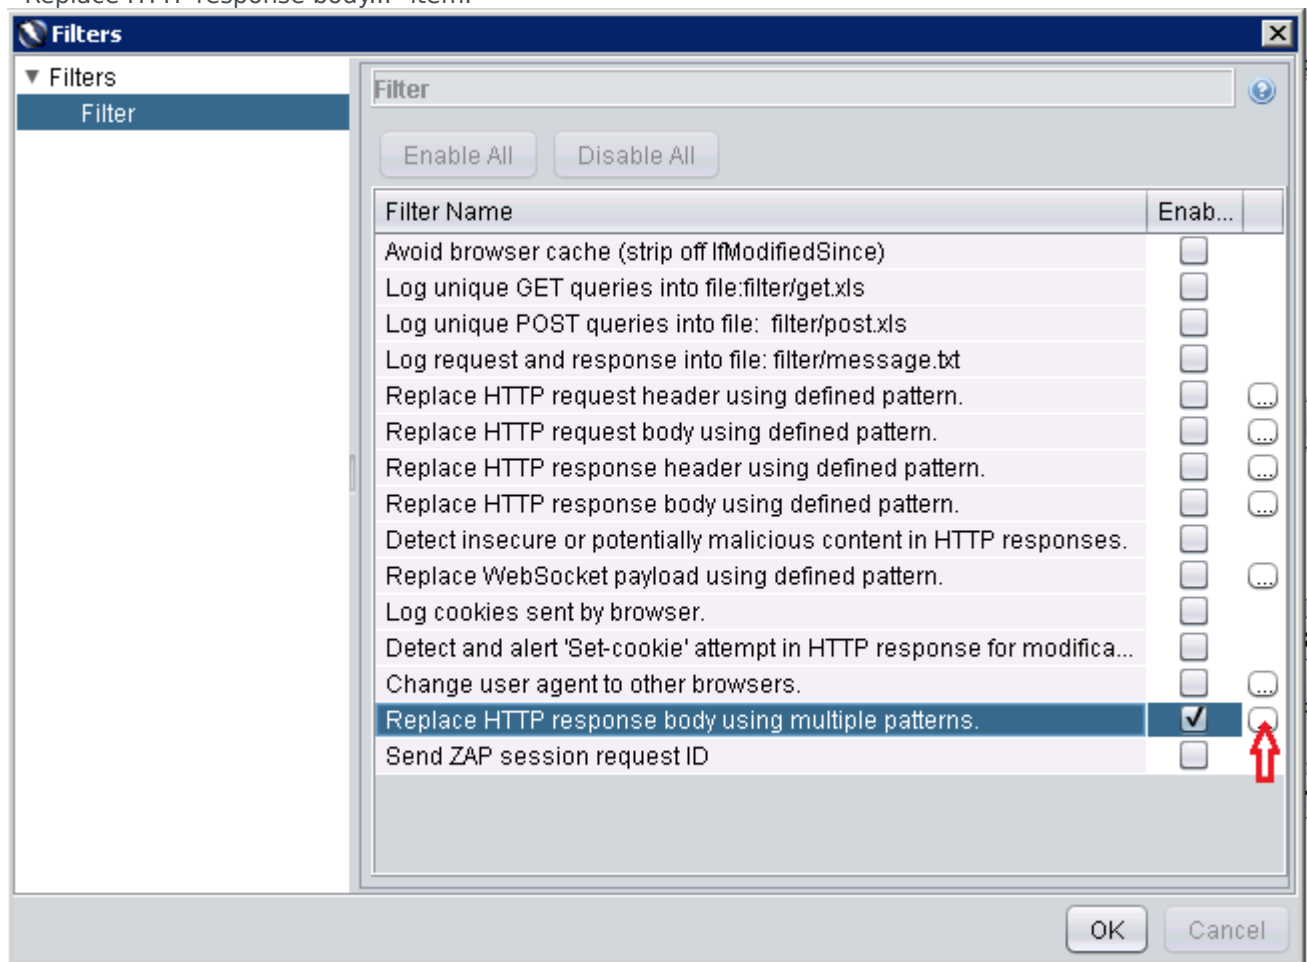 "Replace HTTP response body..." item.
Filters
Filters
Filter
Filter
Enable All Disable All
Filter Name Enab...
Avoid browser cache (strip off IfModifiedSince)
Log unique GET queries into file:filter/get.xls
Log unique POST queries into file: filter/post.xls
Log request and response into file: filter/message.txt
Replace HTTP request header using defined pattern. ...
Replace HTTP request body using defined pattern. ...
Replace HTTP response header using defined pattern. ...
Replace HTTP response body using defined pattern. ...
Detect insecure or potentially malicious content in HTTP responses.
Replace WebSocket payload using defined pattern. ...
Log cookies sent by browser.
Detect and alert 'Set-cookie' attempt in HTTP response for modifica...
Change user agent to other browsers. ...
Replace HTTP response body using multiple patterns. ...
Send ZAP session request ID
OK Cancel